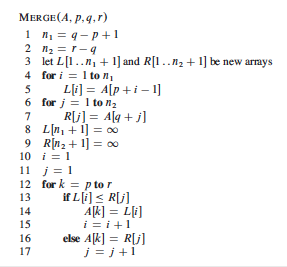 MERGE(A, p, q, r)
1 n₁ = q − p + 1
2 n₂ = r − q
3 let L[1..n₁ + 1] and R[1..n₂ + 1] be new arrays
4 for i = 1 to n₁
5 L[i] = A[p + i − 1]
6 for j = 1 to n₂
7 R[j] = A[q + j]
8 L[n₁ + 1] = ∞
9 R[n₂ + 1] = ∞
10 i = 1
11 j = 1
12 for k = p to r
13 if L[i] ≤ R[j]
14 A[k] = L[i]
15 i = i + 1
16 else A[k] = R[j]
17 j = j + 1